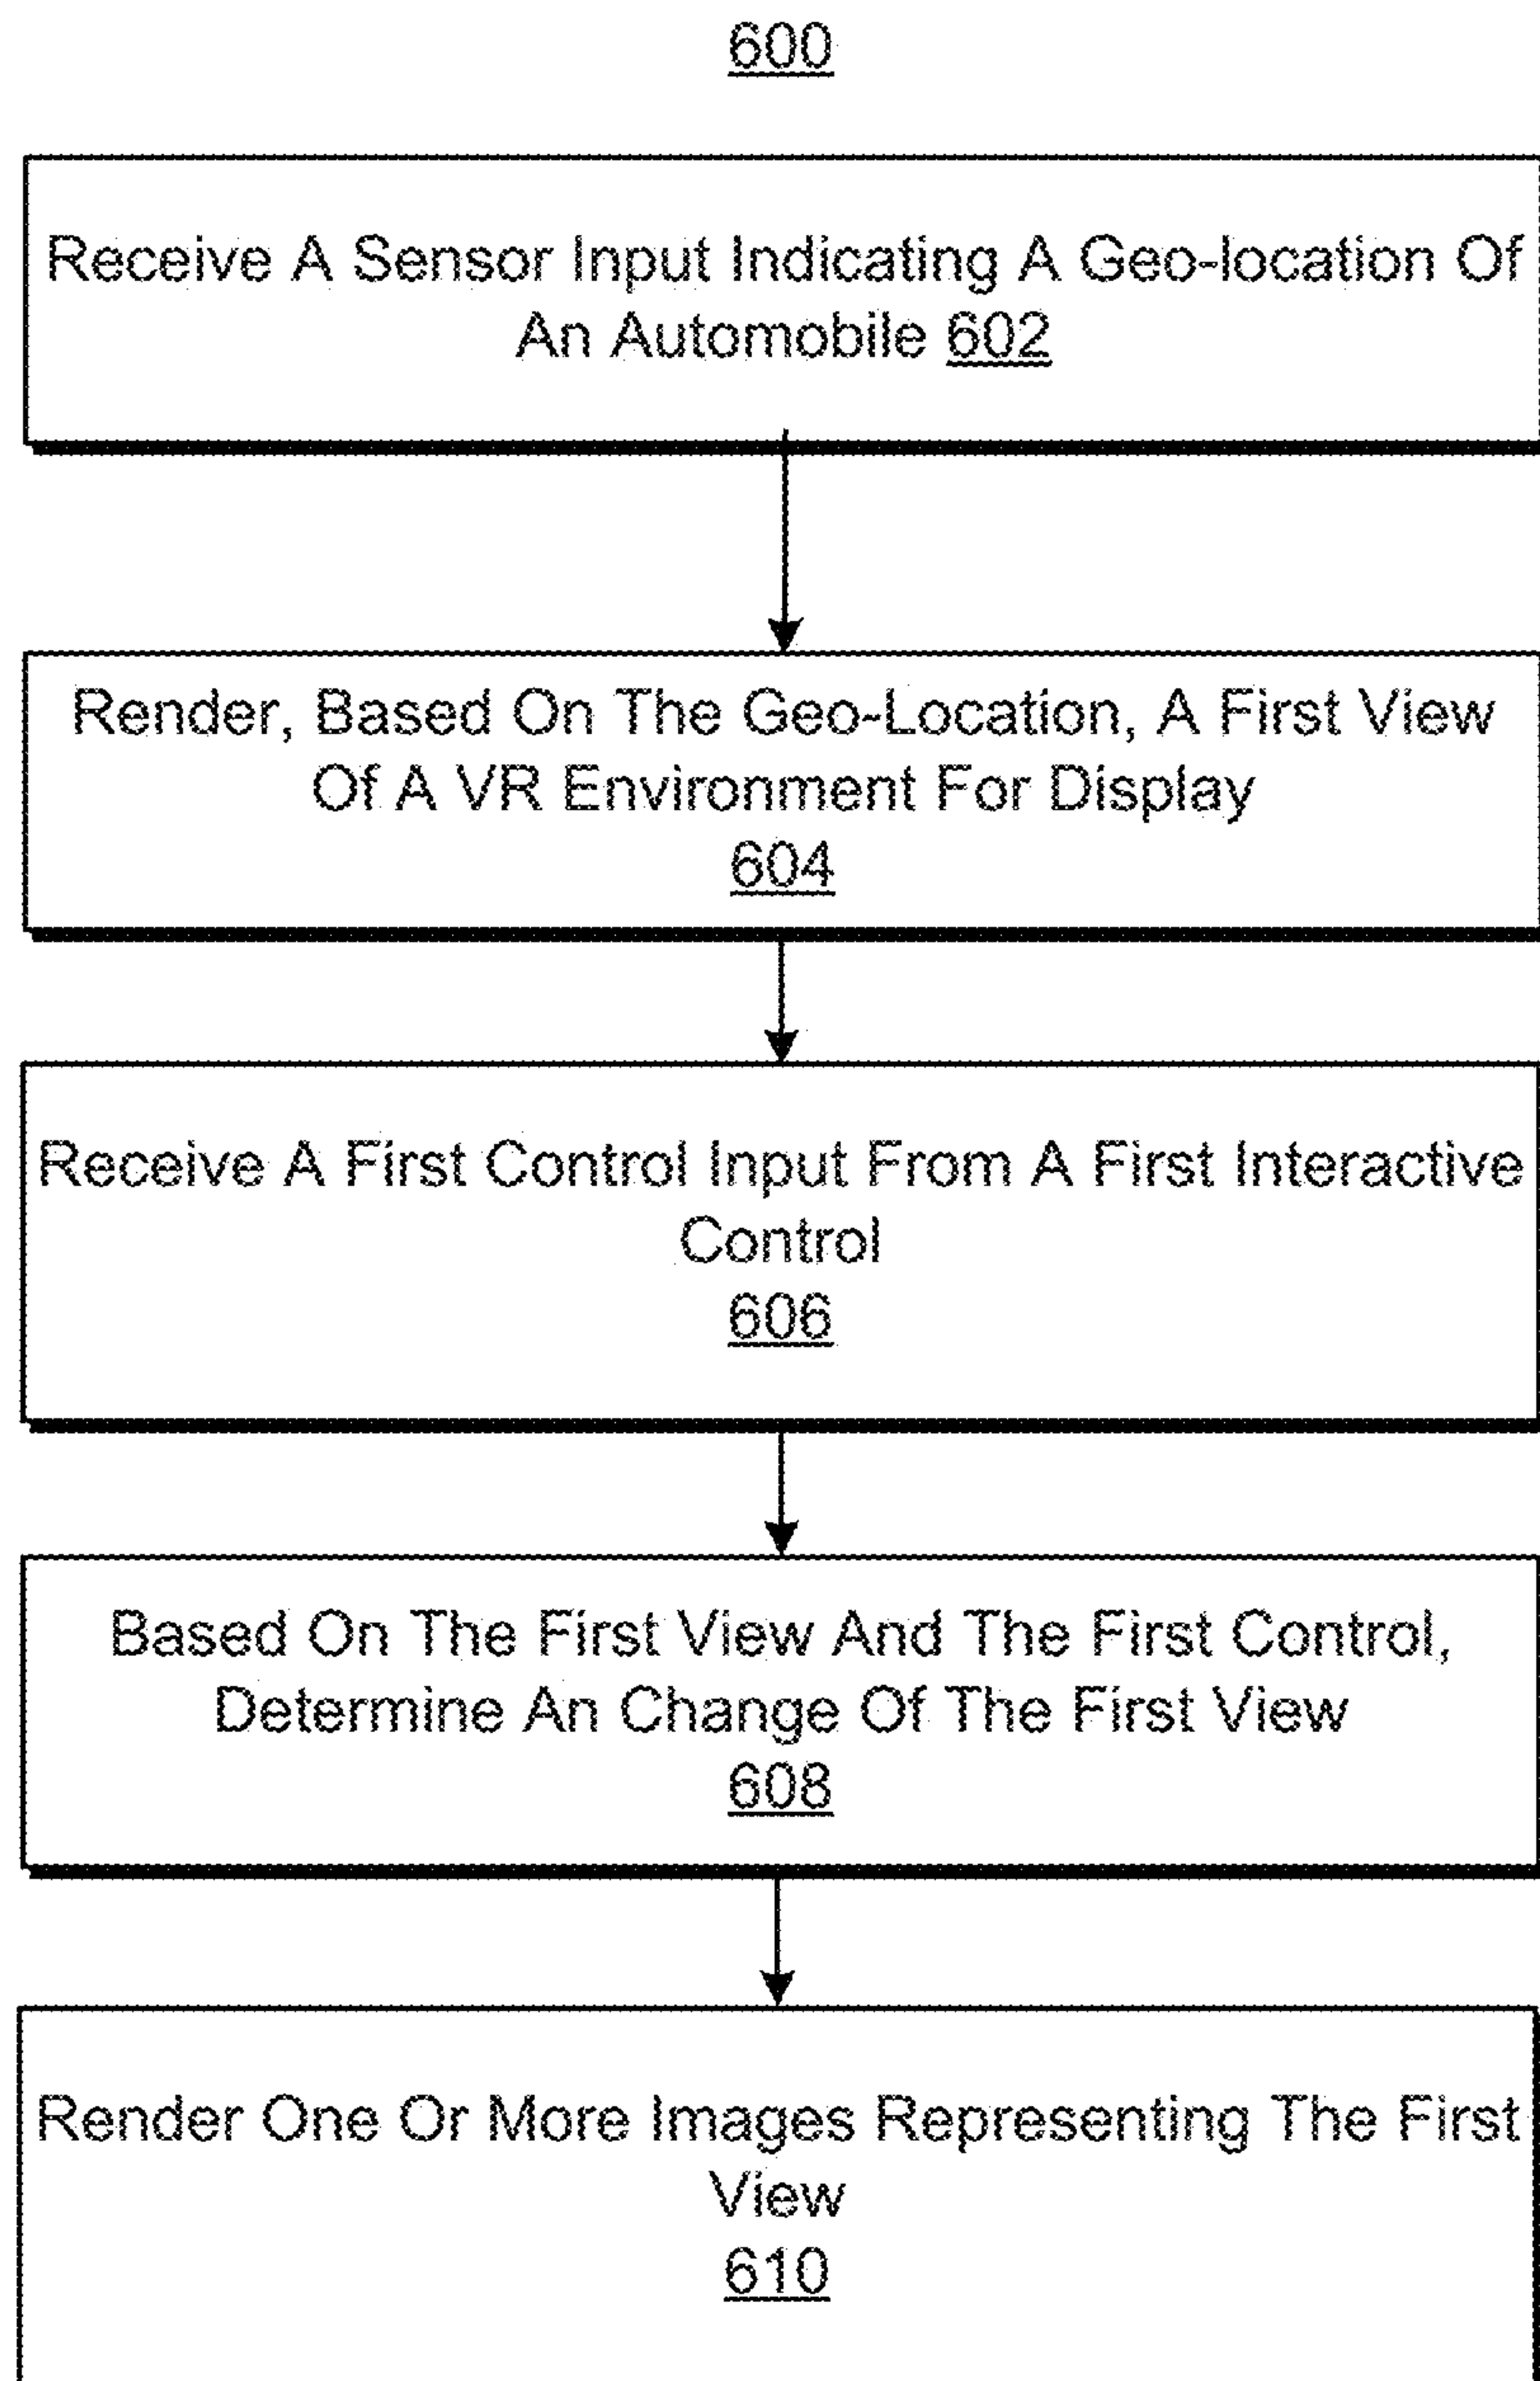 600
Receive A Sensor Input Indicating A Geo-location Of
An Automobile 602
Render, Based On The Geo-Location, A First View
Of A VR Environment For Display
604
Receive A First Control Input From A First Interactive
Control
606
Based On The First View And The First Control,
Determine An Change Of The First View
608
Render One Or More Images Representing The First
View
610